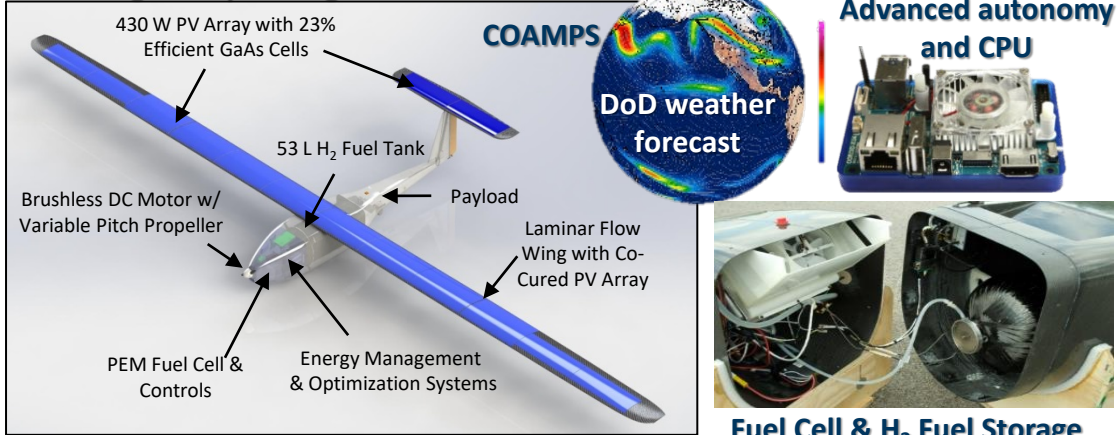 430 W PV Array with 23%
Efficient GaAs Cells
53 L H₂ Fuel Tank
Brushless DC Motor w/
Variable Pitch Propeller
Payload
Laminar Flow
Wing with Co-
Cured PV Array
PEM Fuel Cell &
Controls
Energy Management
& Optimization Systems
COAMPS
DoD weather
forecast
Advanced autonomy
and CPU
Fuel Cell & H₂ Fuel Storage